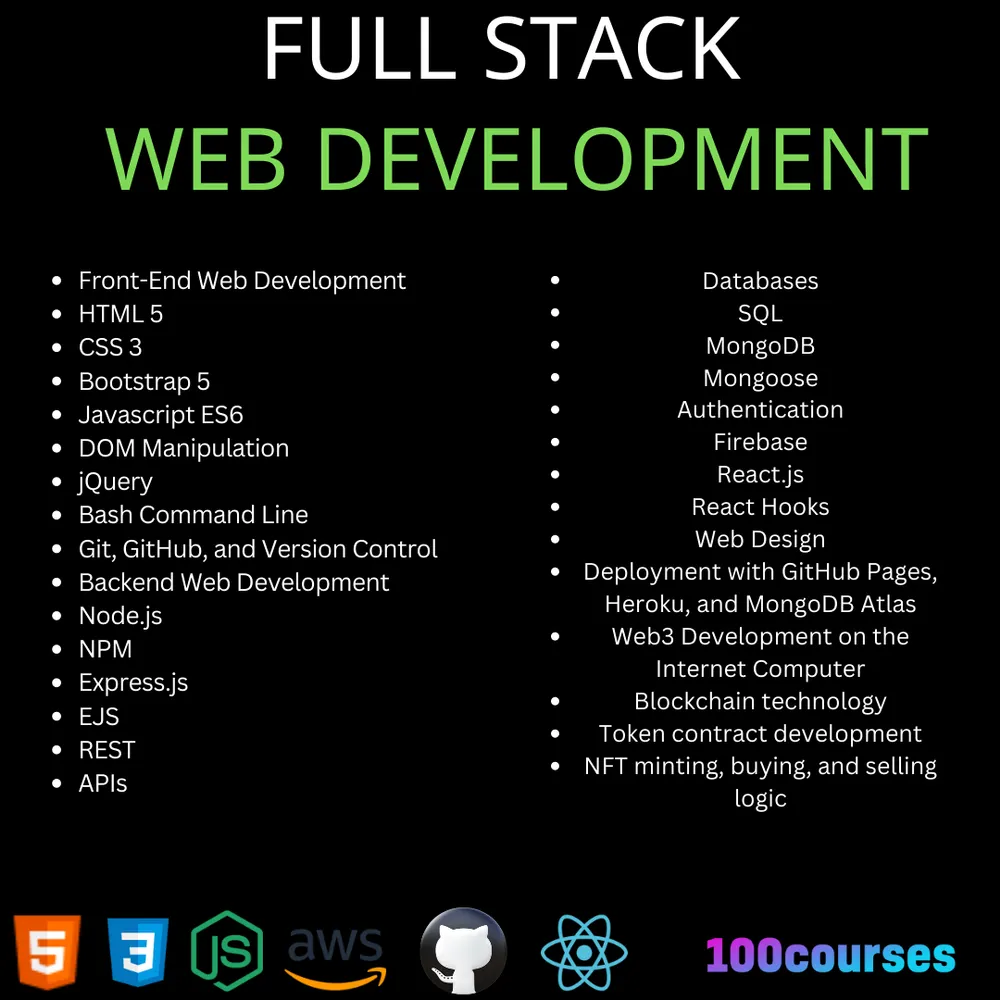 FULL STACK
WEB DEVELOPMENT
• Front-End Web Development
• HTML 5
• CSS 3
• Bootstrap 5
• Javascript ES6
• DOM Manipulation
• jQuery
• Bash Command Line
• Git, GitHub, and Version Control
• Backend Web Development
• Node.js
• NPM
• Express.js
• EJS
• REST
• APIs
• Databases
• SQL
• MongoDB
• Mongoose
• Authentication
• Firebase
• React.js
• React Hooks
• Web Design
• Deployment with GitHub Pages,
Heroku, and MongoDB Atlas
• Web3 Development on the
Internet Computer
• Blockchain technology
• Token contract development
• NFT minting, buying, and selling
logic
5
3
JS
aws
100courses